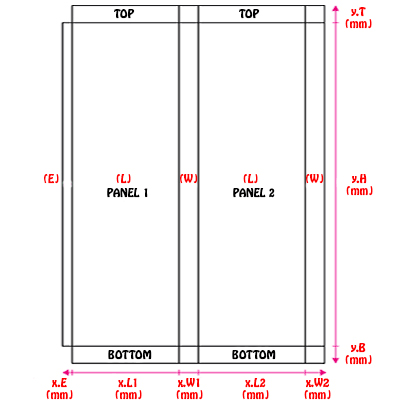 TOP TOP y.T
(mm)
(E) (L) (W) (L) (W) y.H
PANEL 1 PANEL 2 (mm)
y.B
BOTTOM BOTTOM (mm)
x.E x.L1 x.W1 x.L2 x.W2
(mm) (mm) (mm) (mm) (mm)